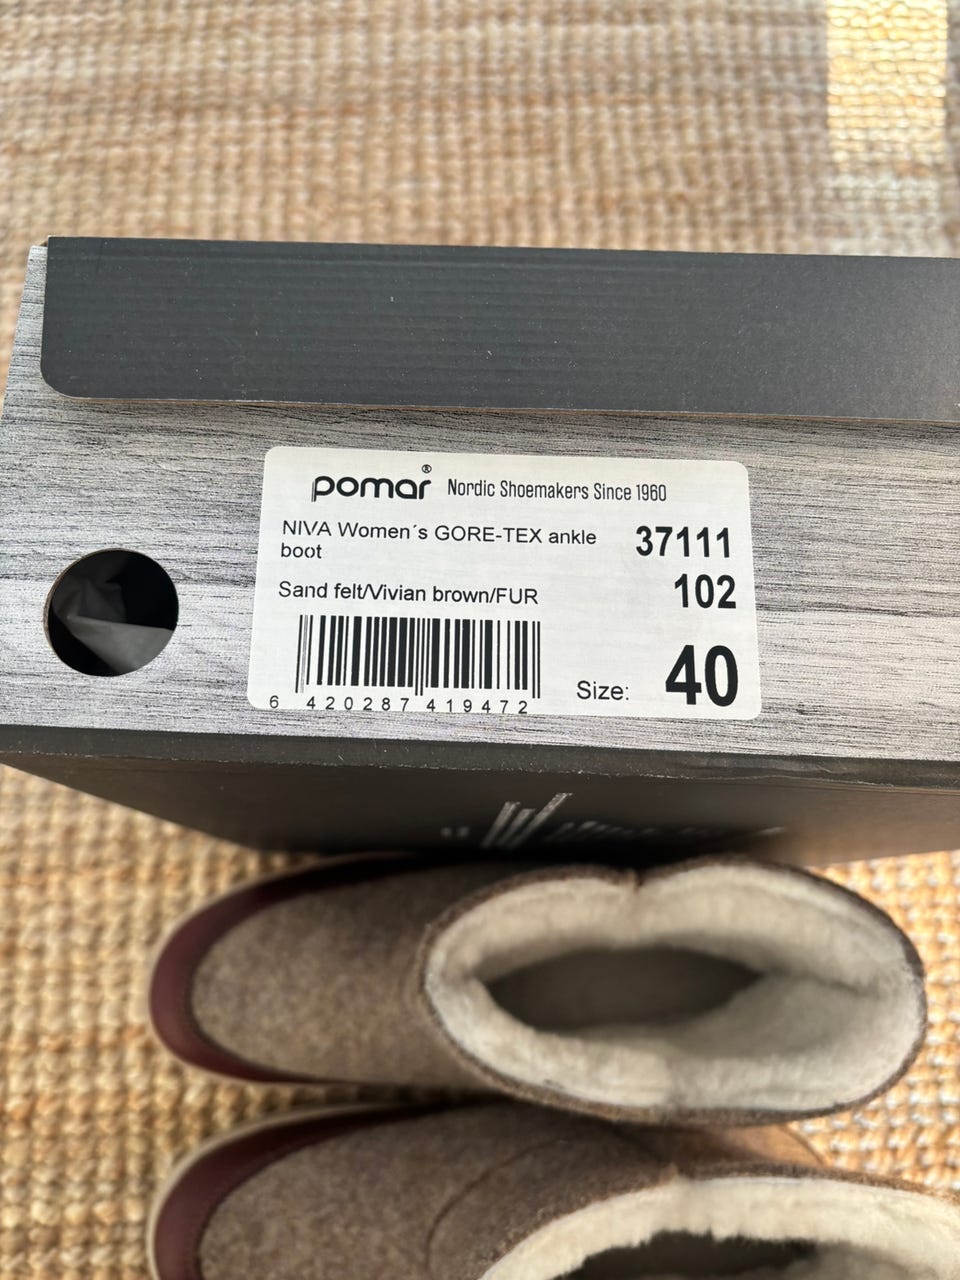 pomar® Nordic Shoemakers Since 1960
NIVA Women´s GORE-TEX ankle
boot
37111
Sand felt/Vivian brown/FUR
102
6 420287 419472
Size: 40